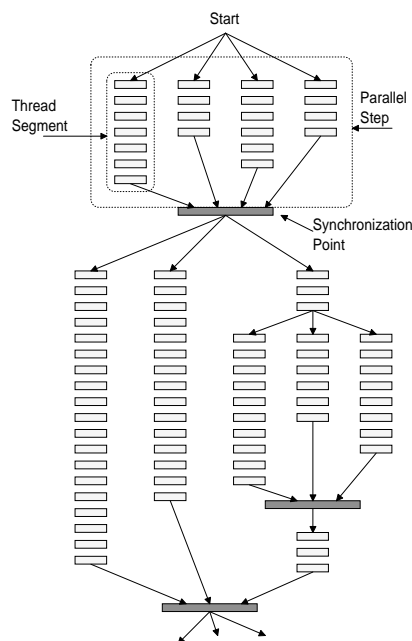 Start
Thread
Segment
Parallel
Step
Synchronization
Point